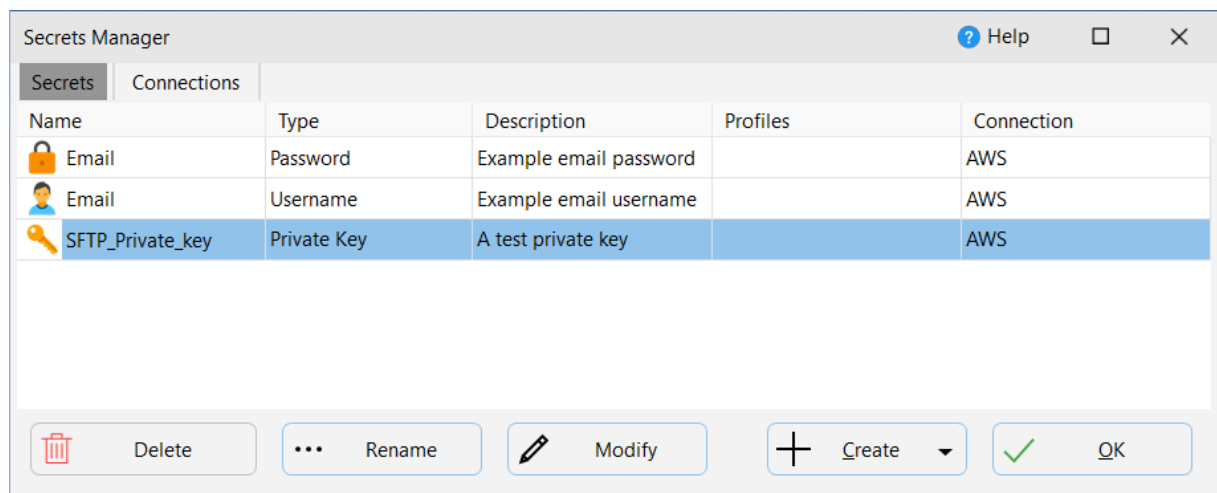 Secrets Manager Help
Secrets Connections
Name Type Description Profiles Connection
Email Password Example email password AWS
Email Username Example email username AWS
SFTP_Private_key Private Key A test private key AWS
Delete Rename Modify Create OK